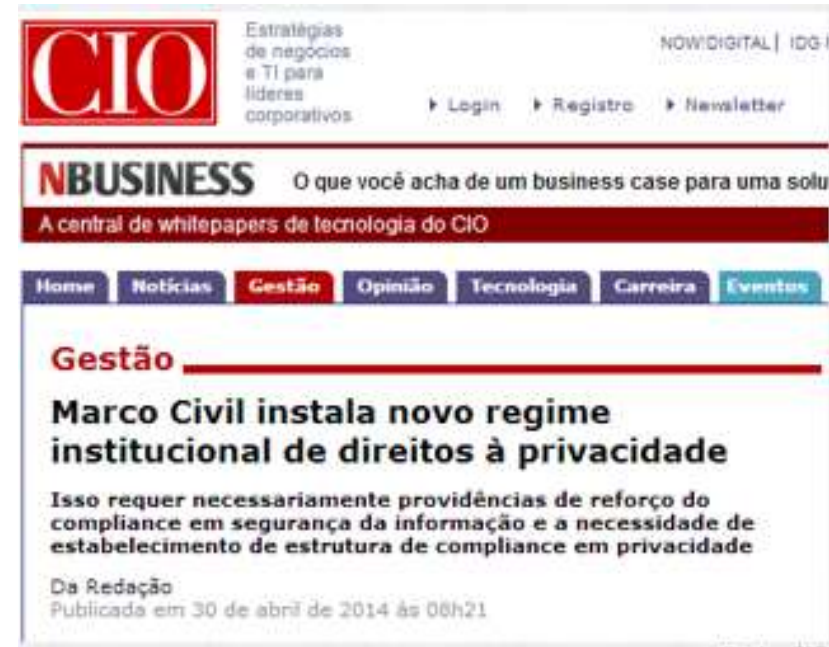 CIO
Estratégias
de negócios
e TI para
líderes
corporativos
NOW!DIGITAL | IDG
Login Registro Newsletter
NBUSINESS O que você acha de um business case para uma solu
A central de whitepapers de tecnologia do CIO
Home Notícias Gestão Opinião Tecnologia Carreira Eventos
Gestão
Marco Civil instala novo regime
institucional de direitos à privacidade
Isso requer necessariamente providências de reforço do
compliance em segurança da informação e a necessidade de
estabelecimento de estrutura de compliance em privacidade
Da Redação
Publicada em 30 de abril de 2014 às 08h21